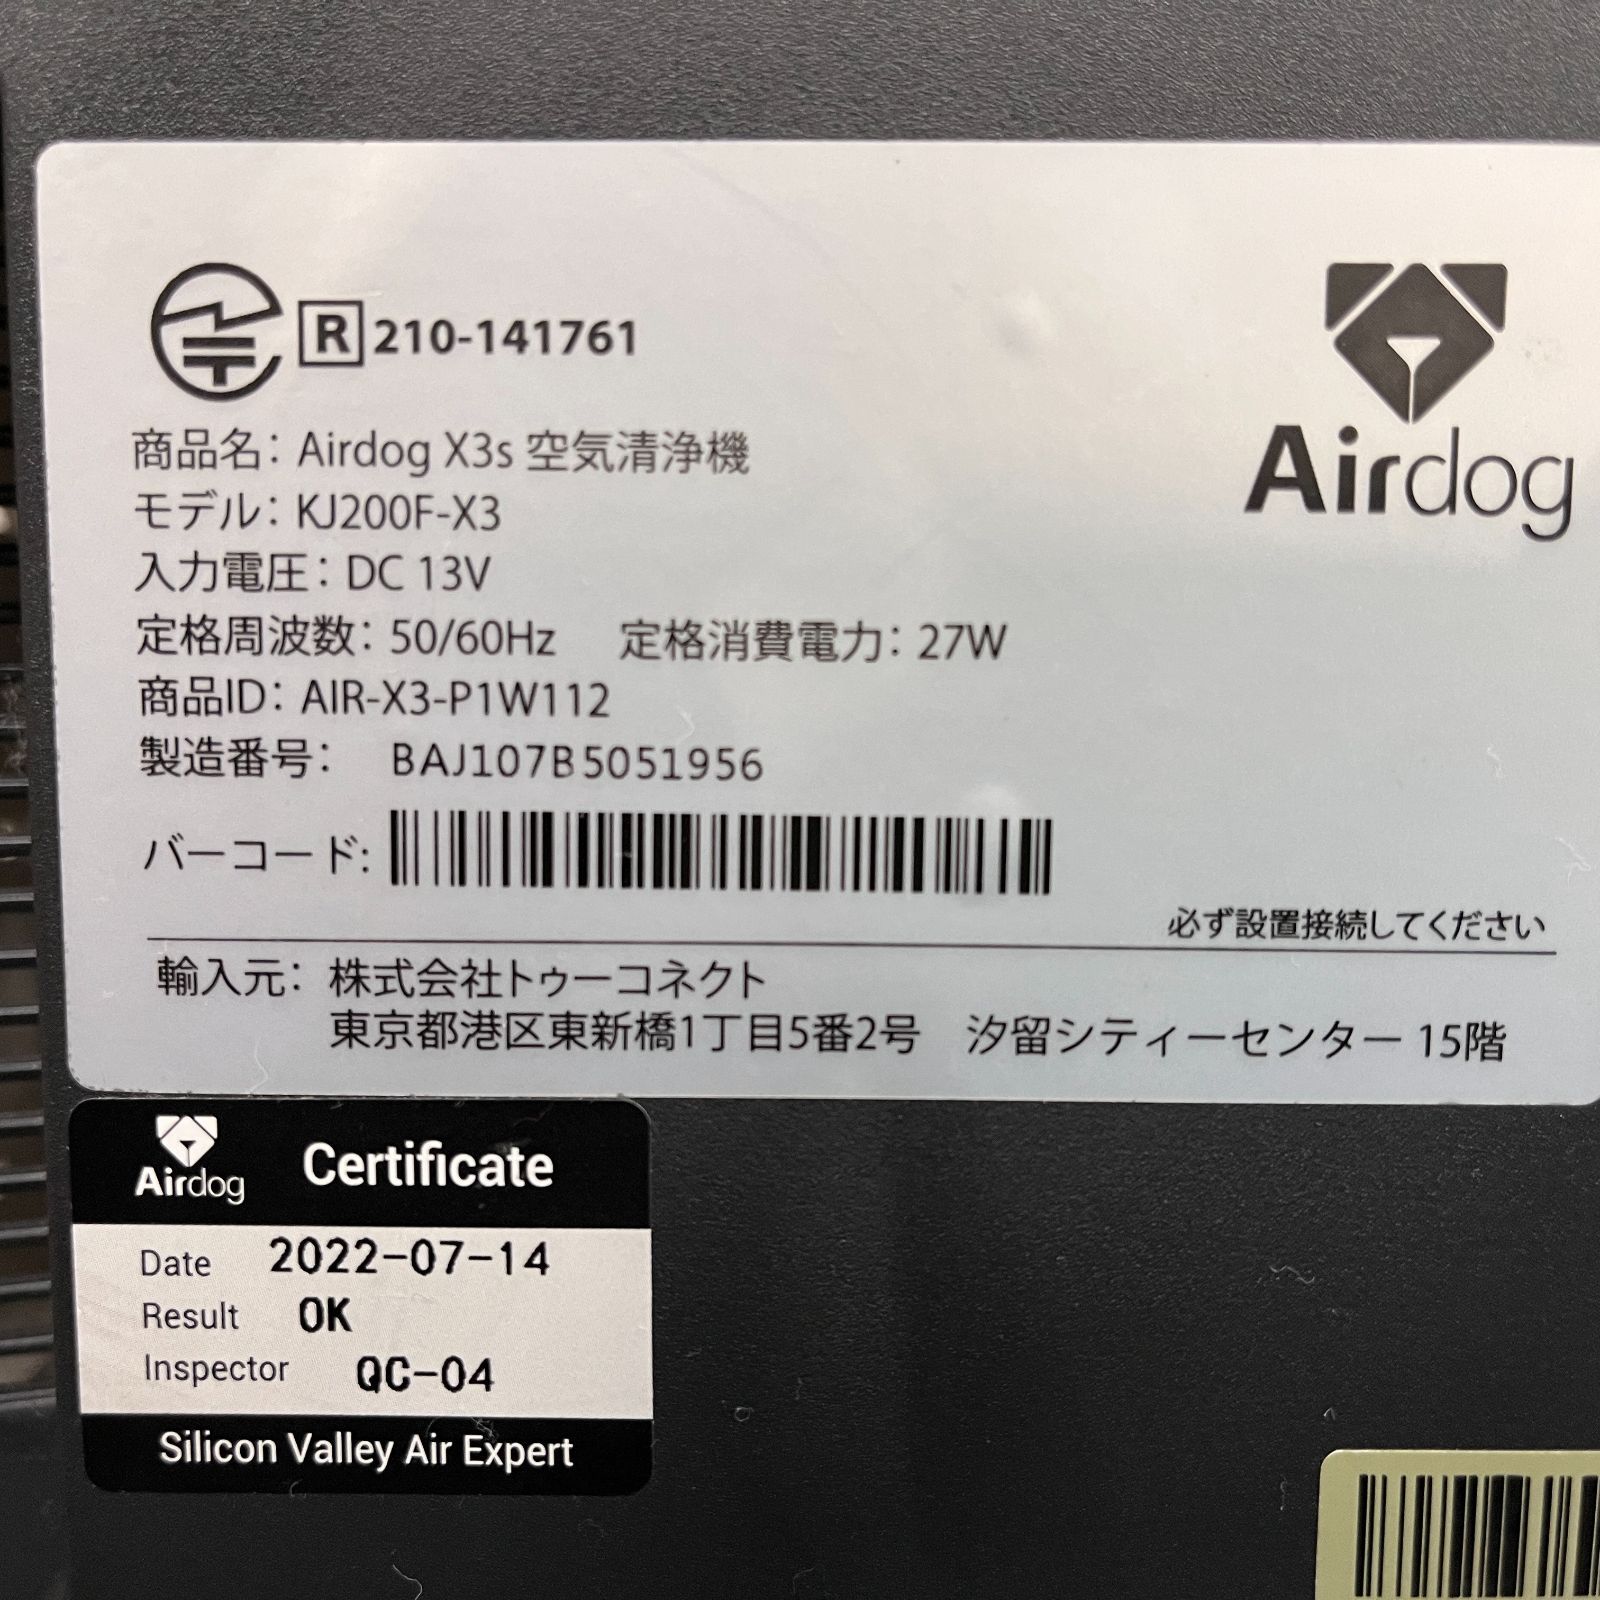 R 210-141761
Airdog
商品名: Airdog X3s 空気清浄機
モデル: KJ200F-X3
入力電圧: DC 13V
定格周波数: 50/60Hz 定格消費電力: 27W
商品ID: AIR-X3-P1W112
製造番号: BAJ107B5051956
バーコード:
必ず設置接続してください
輸入元: 株式会社トゥーコネクト
東京都港区東新橋1丁目5番2号 汐留シティーセンター 15階
Airdog Certificate
Date 2022-07-14
Result OK
Inspector QC-04
Silicon Valley Air Expert